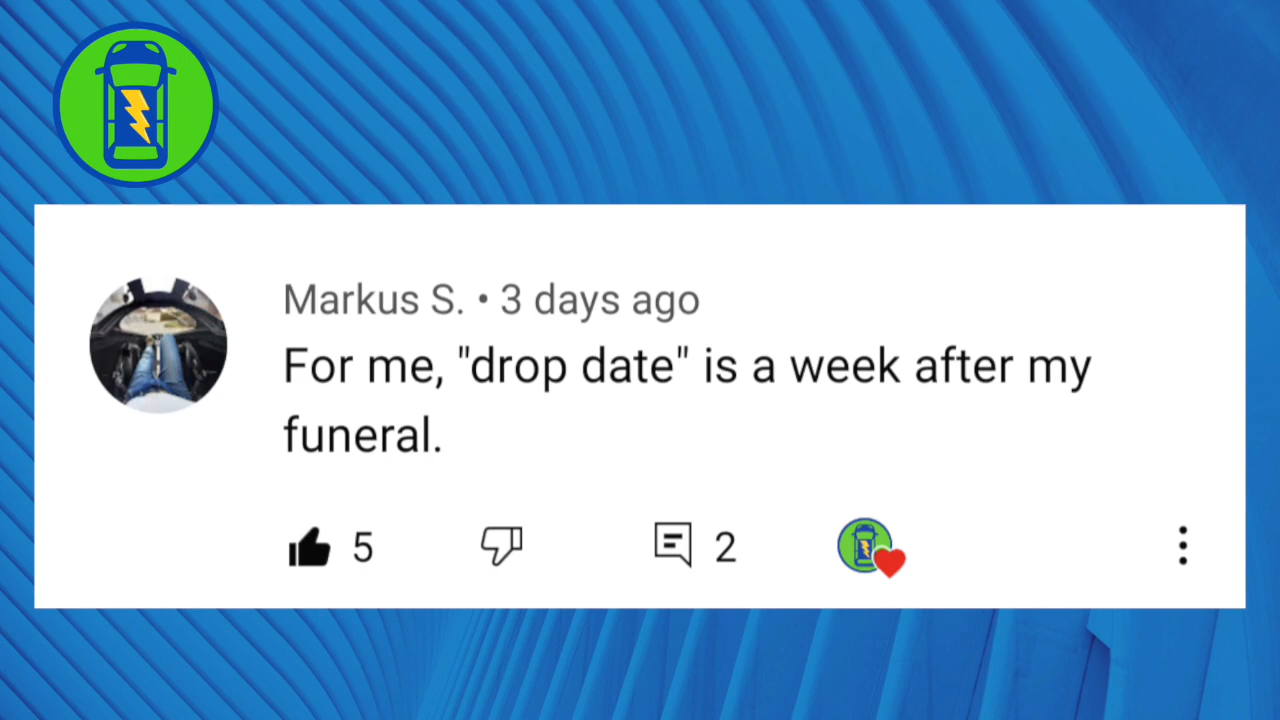 Markus S. • 3 days ago
For me, "drop date" is a week after my
funeral.
5 2